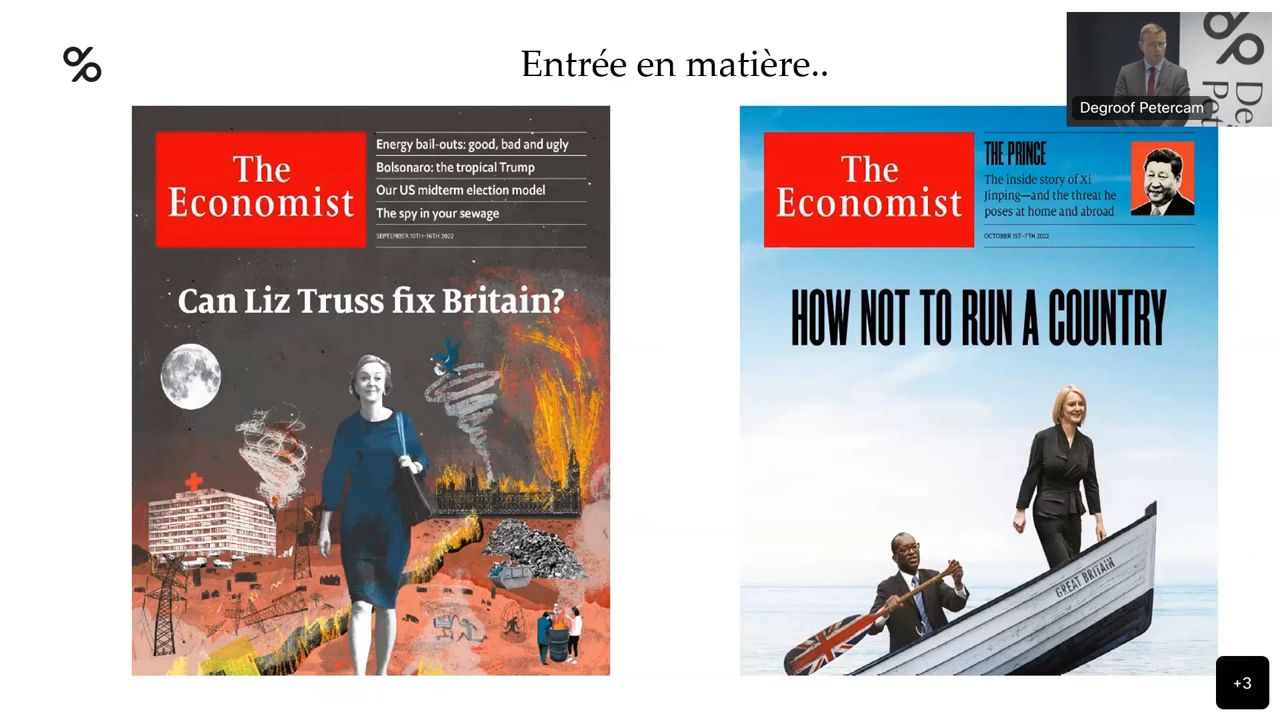 Entrée en matière..
Degroof Petercam
De
Pet
The
Economist
Energy bail-outs: good, bad and ugly
Bolsonaro: the tropical Trump
Our US midterm election model
The spy in your sewage
SEPTEMBER 10TH-16TH 2022
Can Liz Truss fix Britain?
The
Economist
THE PRINCE
The inside story of Xi
Jinping—and the threat he
poses at home and abroad
OCTOBER 1ST-7TH 2022
HOW NOT TO RUN A COUNTRY
GREAT BRITAIN
+3